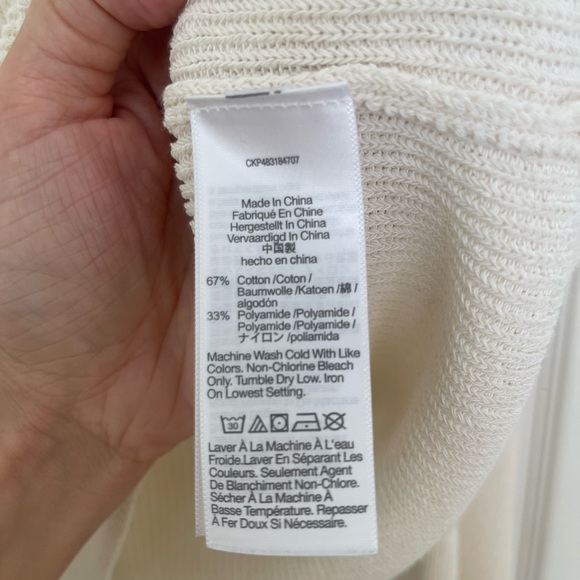 CKP483184707
Made In China
Fabriqué En Chine
Hergestellt In China
Vervaardigd In China
中国製
hecho en china
67% Cotton /Coton /
Baumwolle /Katoen /綿/
algodón
33% Polyamide /Polyamide /
Polyamide /Polyamide /
ナイロン /poliamida
Machine Wash Cold With Like
Colors. Non-Chlorine Bleach
Only. Tumble Dry Low. Iron
On Lowest Setting.
30
Laver À La Machine À L'eau
Froide.Laver En Séparant Les
Couleurs. Seulement Agent
De Blanchiment Non-Chlore.
Sécher À La Machine À
Basse Température. Repasser
À Fer Doux Si Nécessaire.